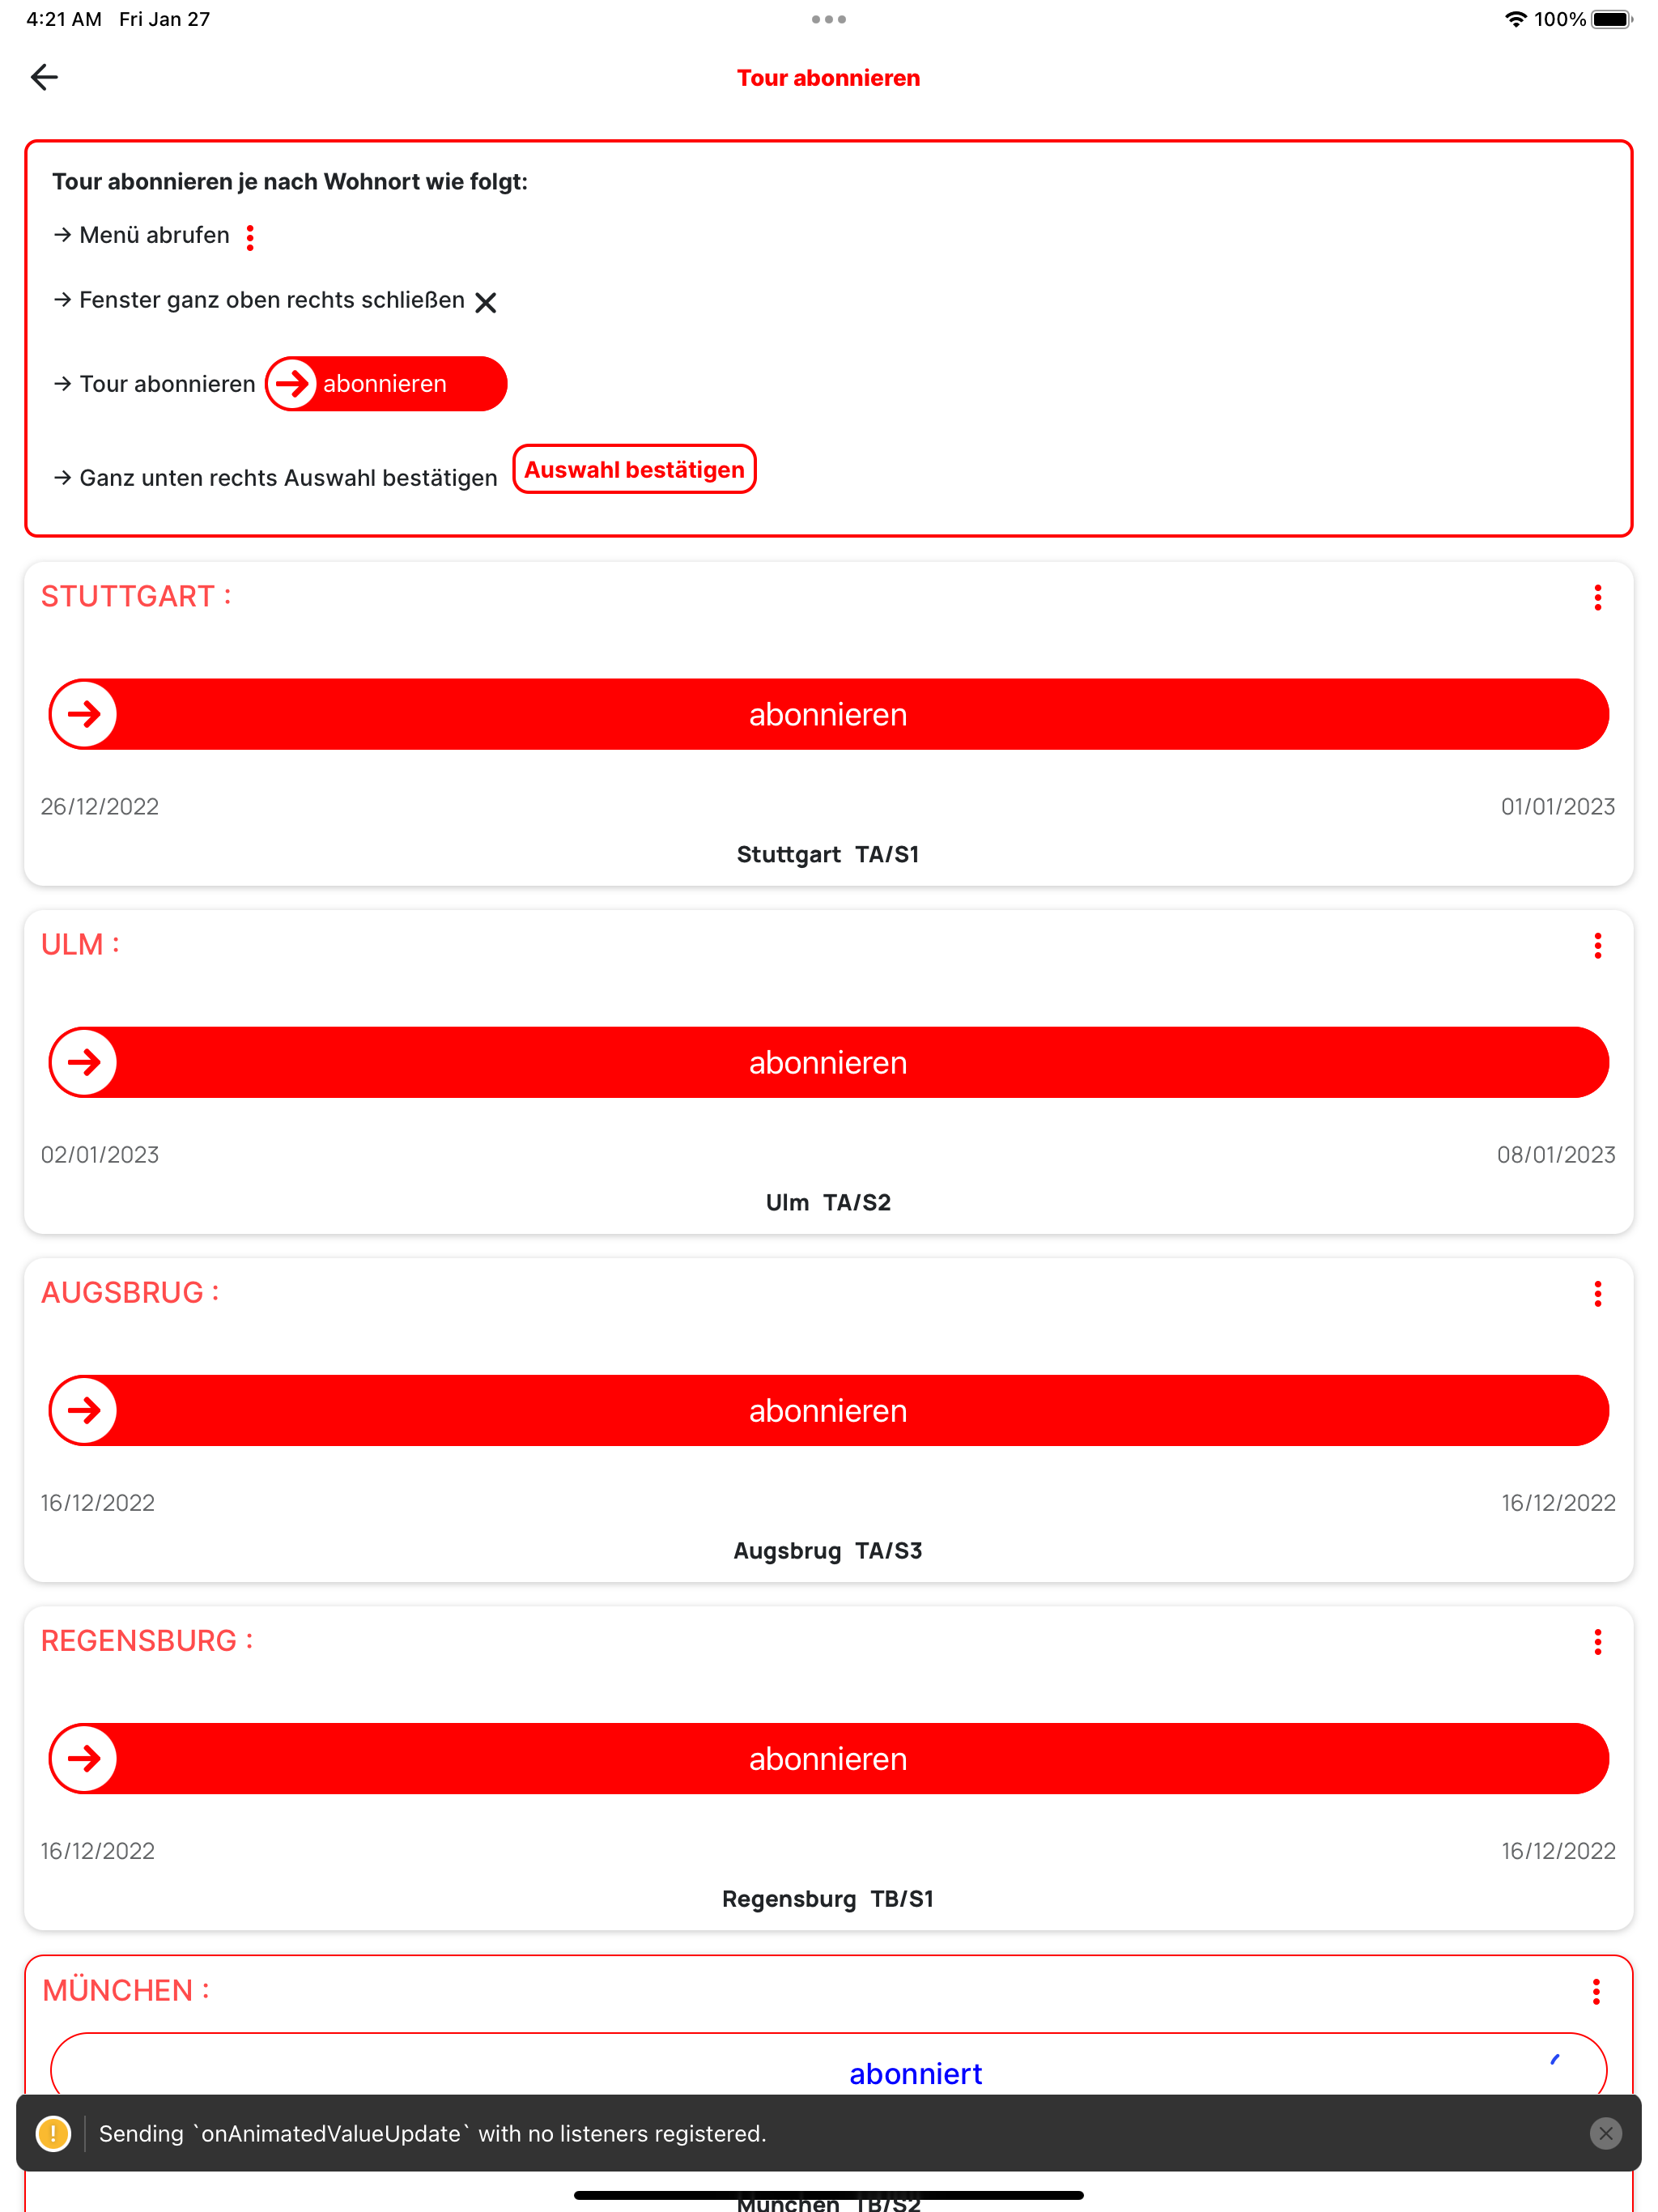 4:21 AM Fri Jan 27
100%
Tour abonnieren
Tour abonnieren je nach Wohnort wie folgt:
→ Menü abrufen
→ Fenster ganz oben rechts schließen ✕
→ Tour abonnieren → abonnieren
→ Ganz unten rechts Auswahl bestätigen Auswahl bestätigen
STUTTGART :
abonnieren
26/12/2022 01/01/2023
Stuttgart TA/S1
ULM :
abonnieren
02/01/2023 08/01/2023
Ulm TA/S2
AUGSBRUG :
abonnieren
16/12/2022 16/12/2022
Augsbrug TA/S3
REGENSBURG :
abonnieren
16/12/2022 16/12/2022
Regensburg TB/S1
MÜNCHEN :
abonniert
Sending `onAnimatedValueUpdate` with no listeners registered.
München TB/S2